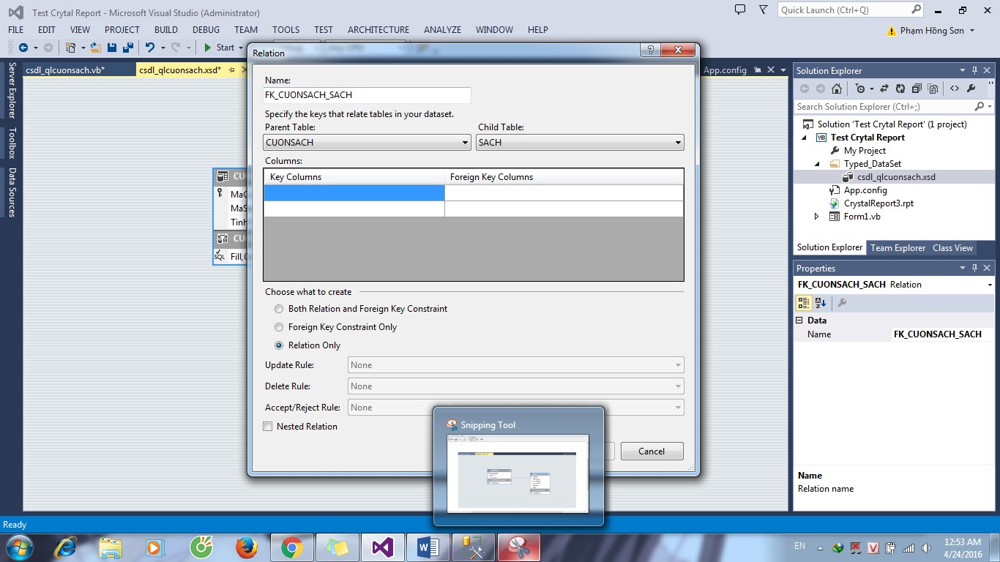 Test Crytal Report - Microsoft Visual Studio (Administrator)
Quick Launch (Ctrl+Q)
FILE EDIT VIEW PROJECT BUILD DEBUG TEAM TOOLS TEST ARCHITECTURE ANALYZE WINDOW HELP
Phạm Hồng Sơn
Start
csdl_qlcuonsach.vb*
csdl_qlcuonsach.xsd*
App.config
Server Explorer
Toolbox
Data Sources
MaS
Tinh
SQL
Fill,
Relation
Name:
FK_CUONSACH_SACH
Specify the keys that relate tables in your dataset.
Parent Table: Child Table:
CUONSACH SACH
Columns:
Key Columns Foreign Key Columns
Choose what to create
Both Relation and Foreign Key Constraint
Foreign Key Constraint Only
Relation Only
Update Rule: None
Delete Rule: None
Accept/Reject Rule: None
Nested Relation
Cancel
Snipping Tool
Solution Explorer
Search Solution Explorer (Ctrl+;)
Solution 'Test Crytal Report' (1 project)
VB Test Crytal Report
My Project
Typed_DataSet
csdl_qlcuonsach.xsd
App.config
CrystalReport3.rpt
Form1.vb
Solution Explorer Team Explorer Class View
Properties
FK_CUONSACH_SACH Relation
Data
Name FK_CUONSACH_SACH
Name
Relation name
Ready
EN
12:53 AM
4/24/2016